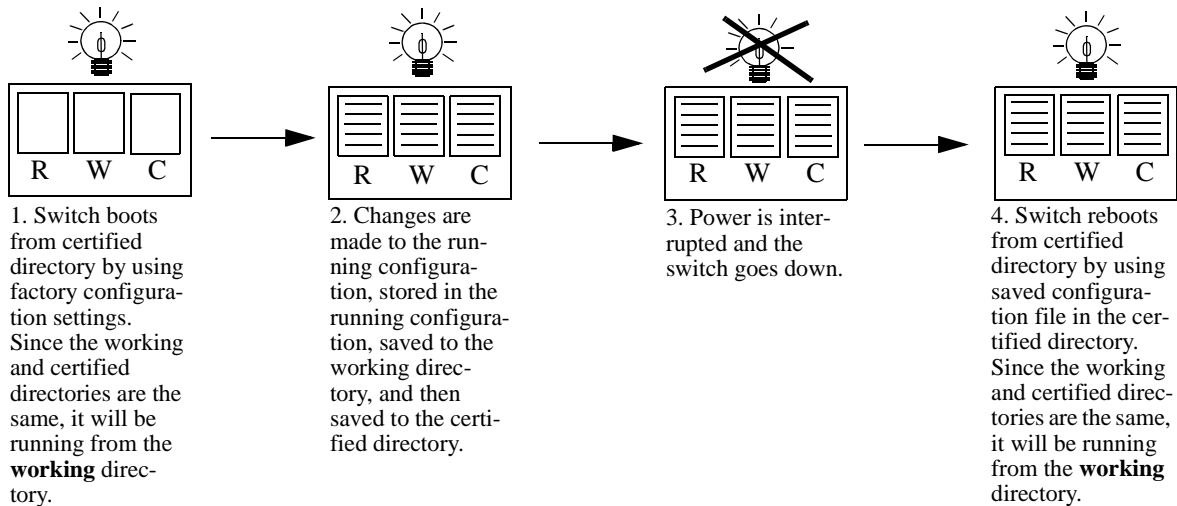 R W C
R W C
R W C
R W C
1. Switch boots
from certified
directory by using
factory configura-
tion settings.
Since the working
and certified
directories are the
same, it will be
running from the
working direc-
tory.
2. Changes are
made to the run-
ning configura-
tion, stored in the
running configura-
tion, saved to the
working direc-
tory, and then
saved to the certi-
fied directory.
3. Power is inter-
rupted and the
switch goes down.
4. Switch reboots
from certified
directory by using
saved configura-
tion file in the cer-
tified directory.
Since the working
and certified direc-
tories are the same,
it will be running
from the working
directory.